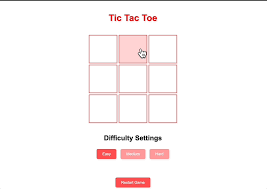 Tic Tac Toe
Difficulty Settings
Easy Medium Hard
Restart Game